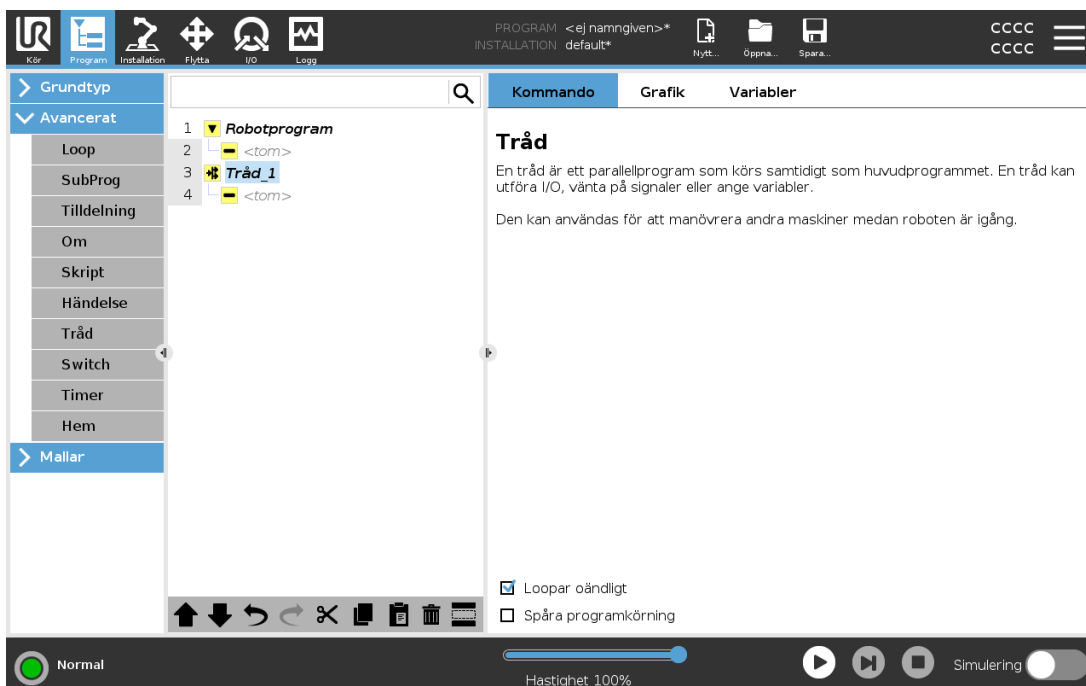 UR
PROGRAM <ej namngiven>*
INSTALLATION default*
CCCC
CCCC
Kör
Program
Installation
Flytta
I/O
Logg
Nytt...
Öppna...
Spara...
Grundtyp
Avancerat
Loop
SubProg
Tilldelning
Om
Skript
Händelse
Tråd
Switch
Timer
Hem
Mallar
1 Robotprogram
2 <tom>
3 Tråd_1
4 <tom>
Kommando
Grafik
Variabler
Tråd
En tråd är ett parallellprogram som körs samtidigt som huvudprogrammet. En tråd kan
utföra I/O, vänta på signaler eller ange variabler.
Den kan användas för att manövrera andra maskiner medan roboten är igång.
Loopar oändligt
Spåra programkörning
Normal
Hastighet 100%
Simulering